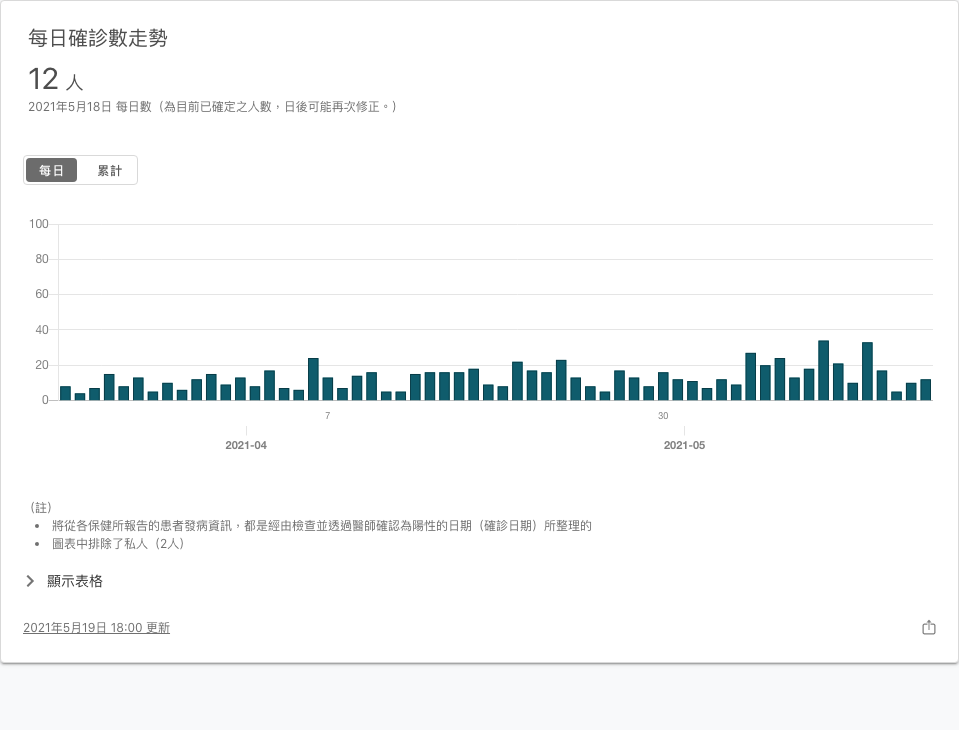 每日確診數走勢
12 人
2021年5月18日 每日數（為目前已確定之人數，日後可能再次修正。）
每日 累計
100
80
60
40
20
0
7 30
2021-04 2021-05
（註）
• 將從各保健所報告的患者發病資訊，都是經由檢查並透過醫師確認為陽性的日期（確診日期）所整理的
• 圖表中排除了私人（2人）
顯示表格
2021年5月19日 18:00 更新